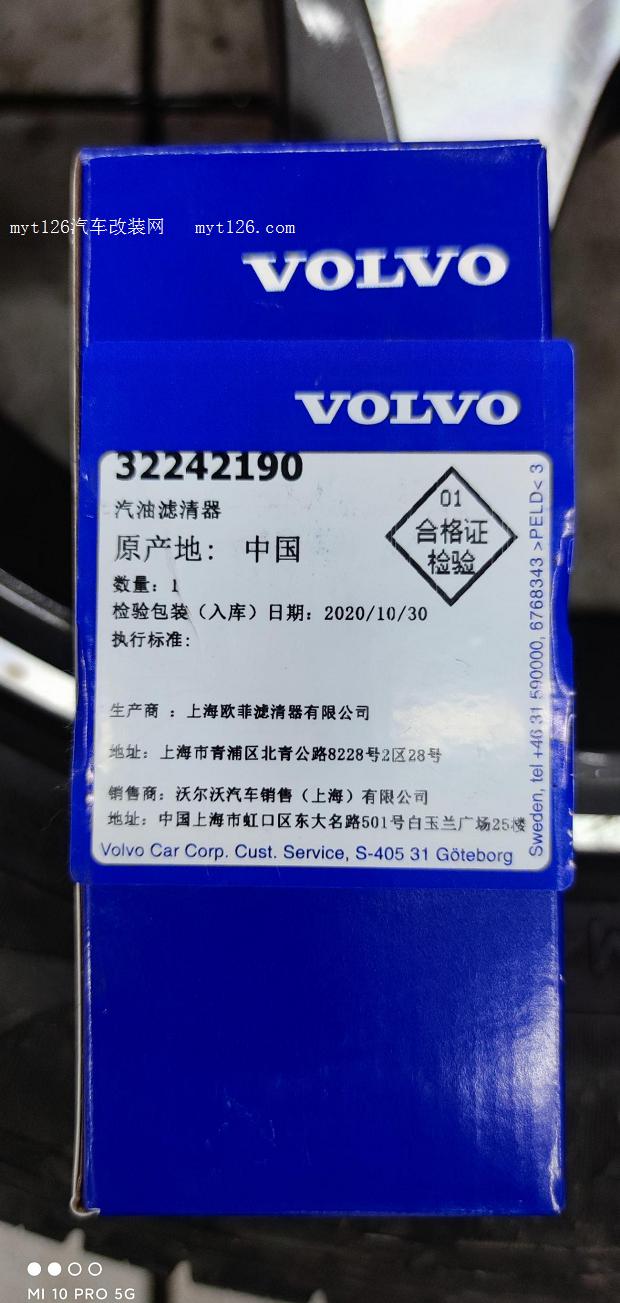 myt126汽车改装网 myt126.com
VOLVO
VOLVO
32242190
汽油滤清器
原产地: 中国
数量: 1
检验包装（入库）日期: 2020/10/30
执行标准:
01
合格证
检验
生产商 : 上海欧菲滤清器有限公司
地址: 上海市青浦区北青公路8228号2区28号
销售商: 沃尔沃汽车销售（上海）有限公司
地址: 中国上海市虹口区东大名路501号白玉兰广场25楼
Volvo Car Corp. Cust. Service, S-405 31 Göteborg
Sweden, tel +46 31 590000, 6768343 >PELD< 3
MI 10 PRO 5G